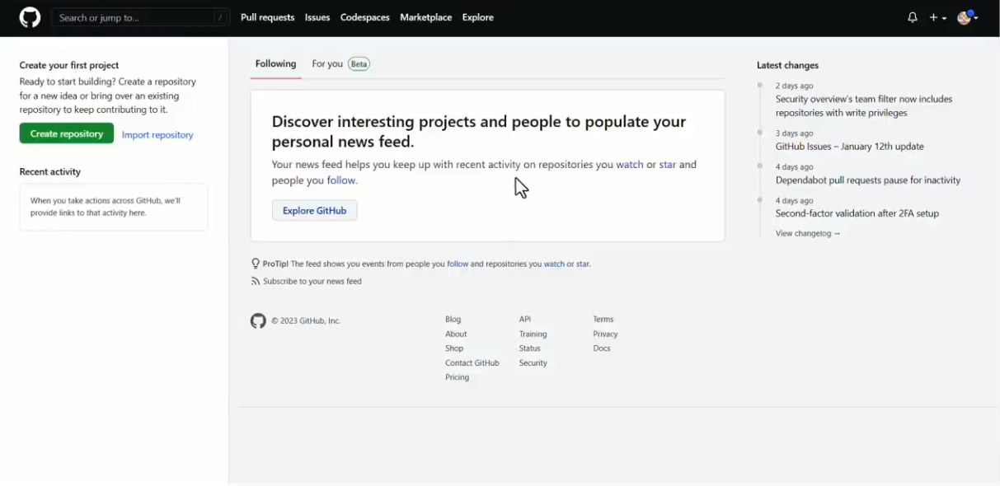 Search or jump to... /
Pull requests Issues Codespaces Marketplace Explore
Create your first project
Ready to start building? Create a repository
for a new idea or bring over an existing
repository to keep contributing to it.
Create repository Import repository
Recent activity
When you take actions across GitHub, we'll
provide links to that activity here.
Following For you Beta
Discover interesting projects and people to populate your
personal news feed.
Your news feed helps you keep up with recent activity on repositories you watch or star and
people you follow.
Explore GitHub
ProTip! The feed shows you events from people you follow and repositories you watch or star.
Subscribe to your news feed
© 2023 GitHub, Inc.
Blog
About
Shop
Contact GitHub
Pricing
API
Training
Status
Security
Terms
Privacy
Docs
Latest changes
2 days ago
Security overview's team filter now includes
repositories with write privileges
3 days ago
GitHub Issues – January 12th update
4 days ago
Dependabot pull requests pause for inactivity
4 days ago
Second-factor validation after 2FA setup
View changelog →